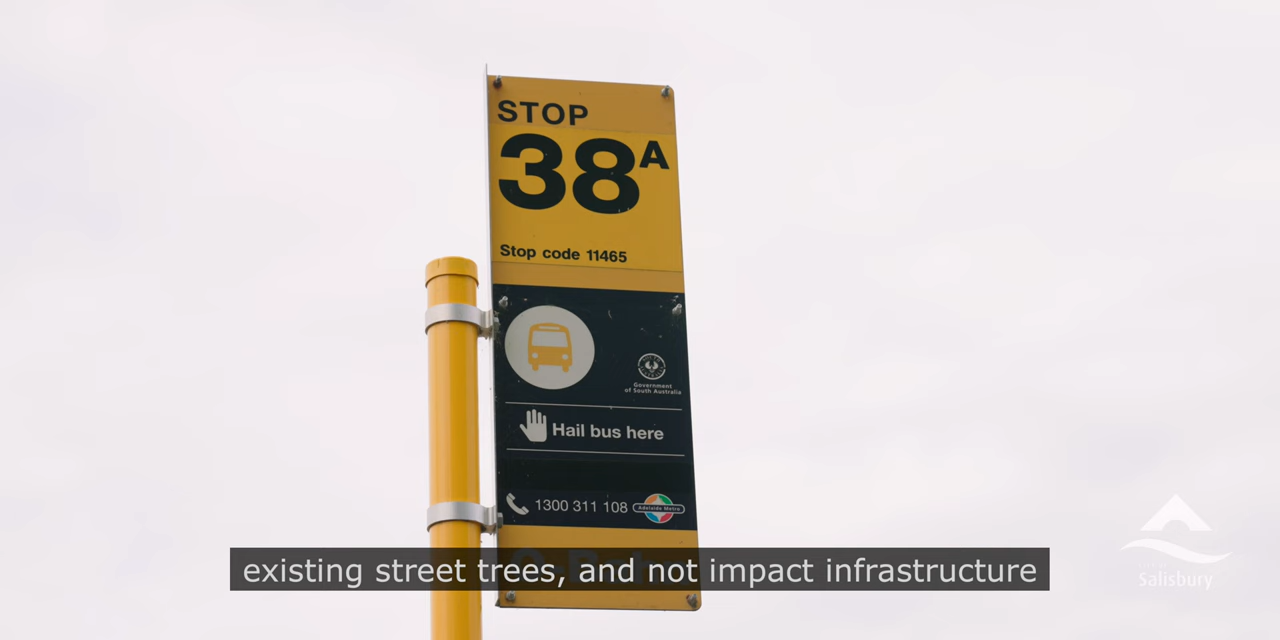 STOP
38A
Stop code 11465
Government
of South Australia
Hail bus here
1300 311 108
Adelaide Metro
existing street trees, and not impact infrastructure
Salisbury